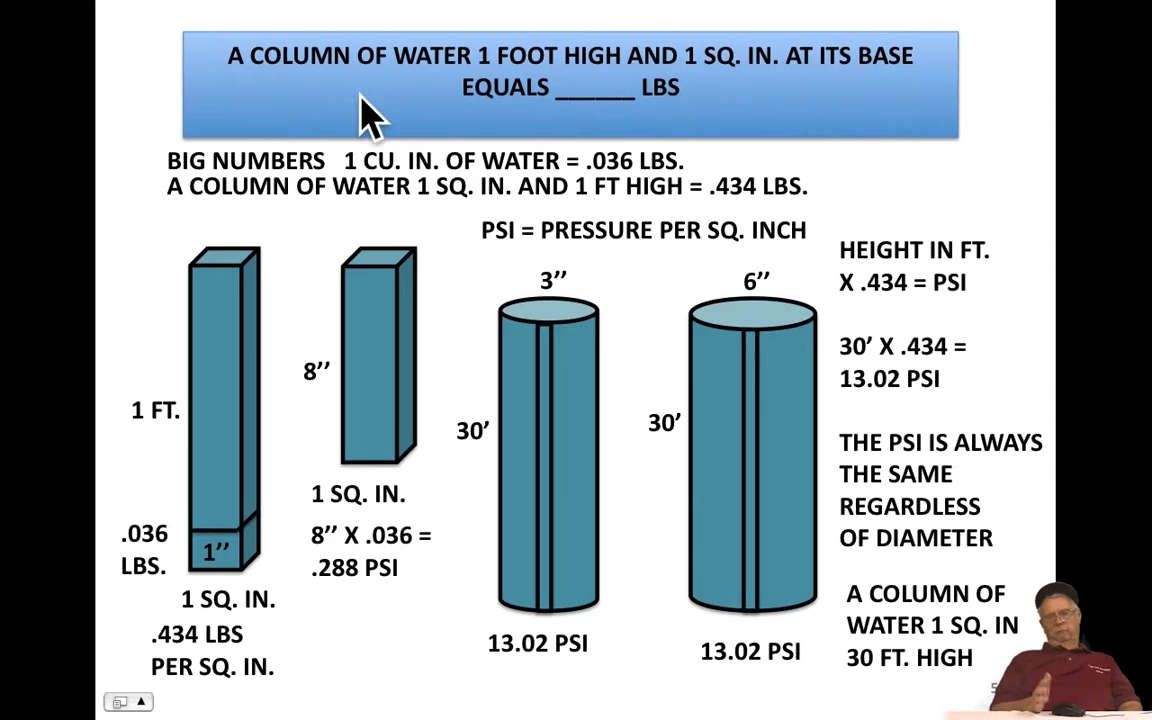 A COLUMN OF WATER 1 FOOT HIGH AND 1 SQ. IN. AT ITS BASE
EQUALS ______ LBS
BIG NUMBERS 1 CU. IN. OF WATER = .036 LBS.
A COLUMN OF WATER 1 SQ. IN. AND 1 FT HIGH = .434 LBS.
PSI = PRESSURE PER SQ. INCH
1 FT.
.036
LBS.
1’’
1 SQ. IN.
.434 LBS
PER SQ. IN.
8’’
1 SQ. IN.
8’’ X .036 =
.288 PSI
3’’
30’
13.02 PSI
6’’
30’
13.02 PSI
HEIGHT IN FT.
X .434 = PSI
30’ X .434 =
13.02 PSI
THE PSI IS ALWAYS
THE SAME
REGARDLESS
OF DIAMETER
A COLUMN OF
WATER 1 SQ. IN
30 FT. HIGH